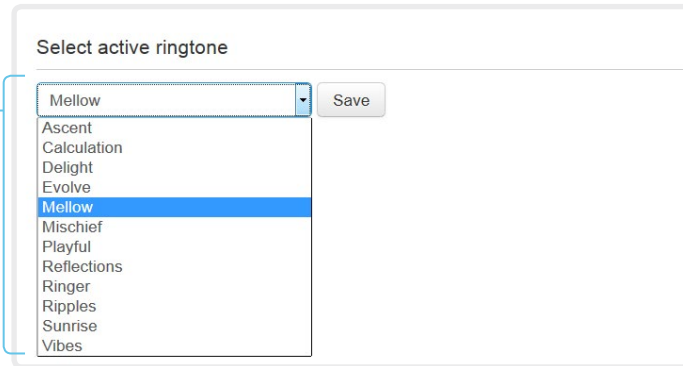 Select active ringtone
Mellow Save
Ascent
Calculation
Delight
Evolve
Mellow
Mischief
Playful
Reflections
Ringer
Ripples
Sunrise
Vibes